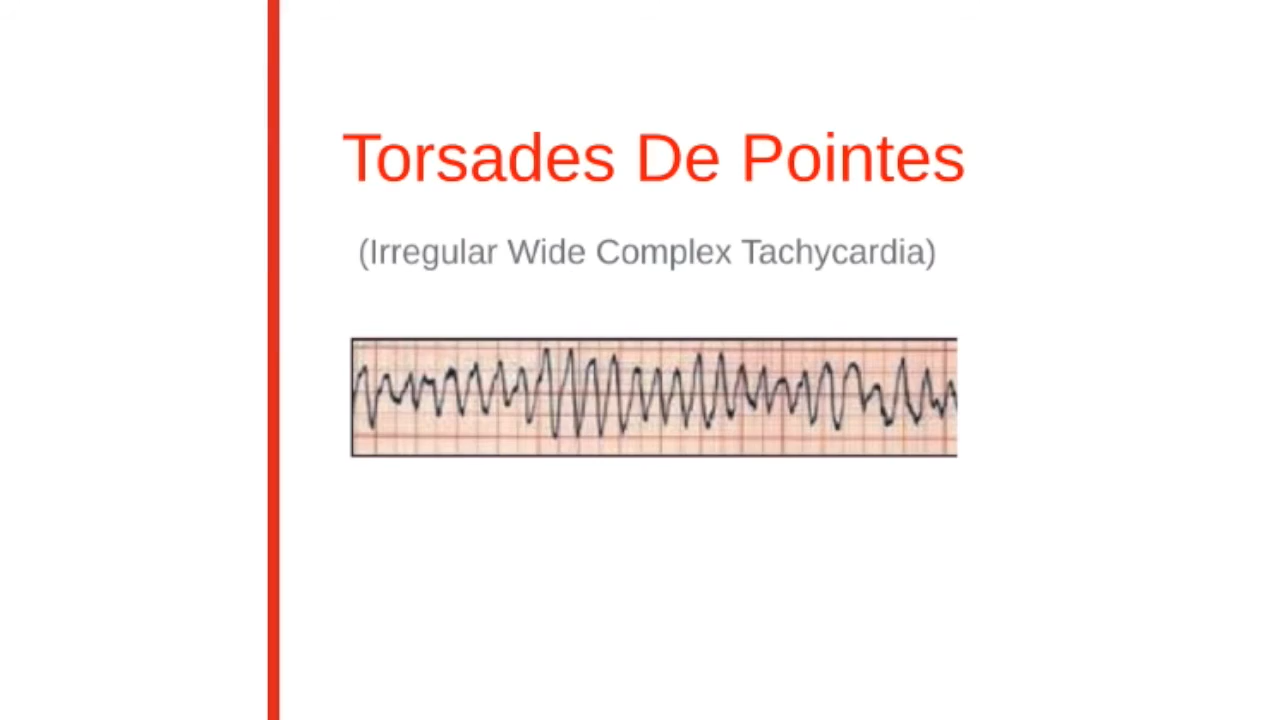 Torsades De Pointes
(Irregular Wide Complex Tachycardia)